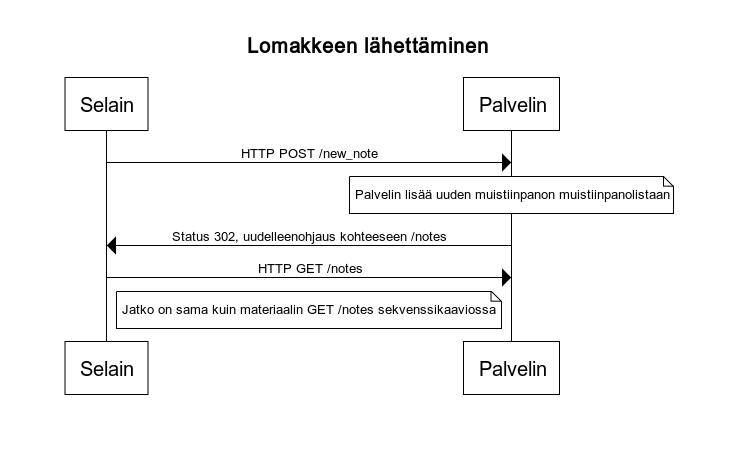 Lomakkeen lähettäminen
Selain
Palvelin
HTTP POST /new_note
Palvelin lisää uuden muistiinpanon muistiinpanolistaan
Status 302, uudelleenohjaus kohteeseen /notes
HTTP GET /notes
Jatko on sama kuin materiaalin GET /notes sekvenssikaaviossa
Selain
Palvelin